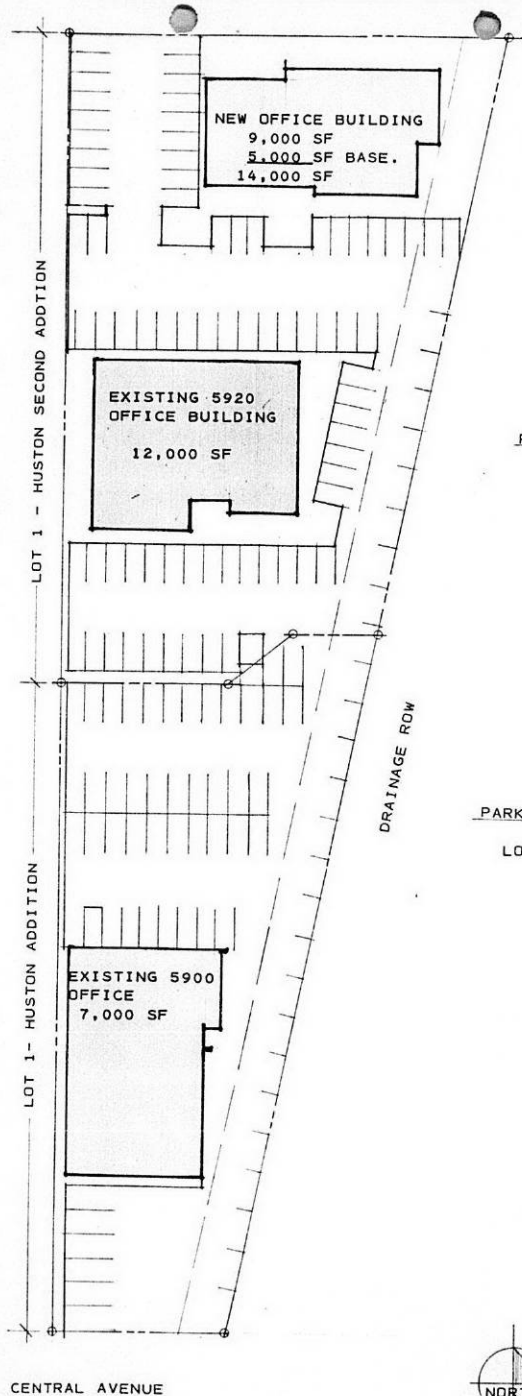 NEW OFFICE BUILDING
9,000 SF
5,000 SF BASE.
14,000 SF
LOT 1 - HUSTON SECOND ADDTION
EXISTING 5920
OFFICE BUILDING
12,000 SF
DRAINAGE ROW
PARK
LO
LOT 1- HUSTON ADDITION
EXISTING 5900
OFFICE
7,000 SF
CENTRAL AVENUE
NOR